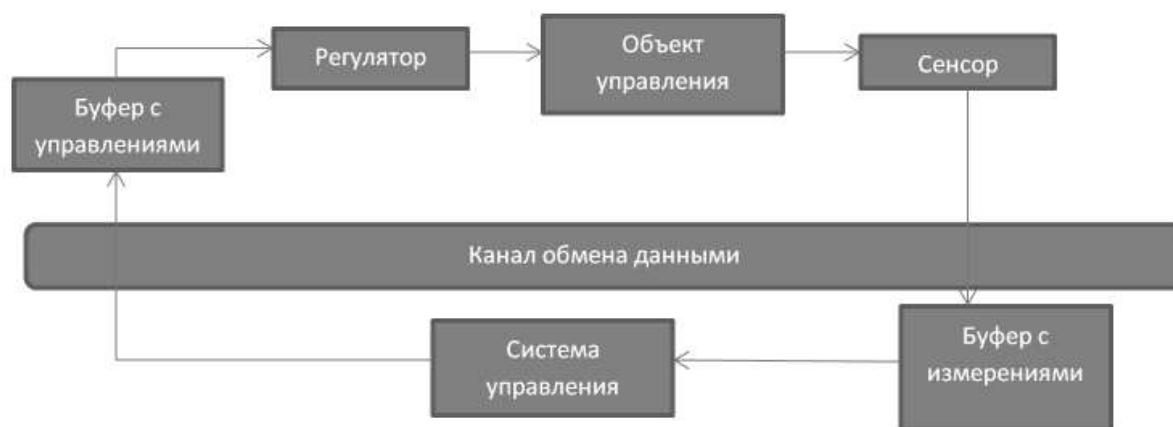 Регулятор
Объект
управления
Сенсор
Буфер с
управлениями
Канал обмена данными
Система
управления
Буфер с
измерениями